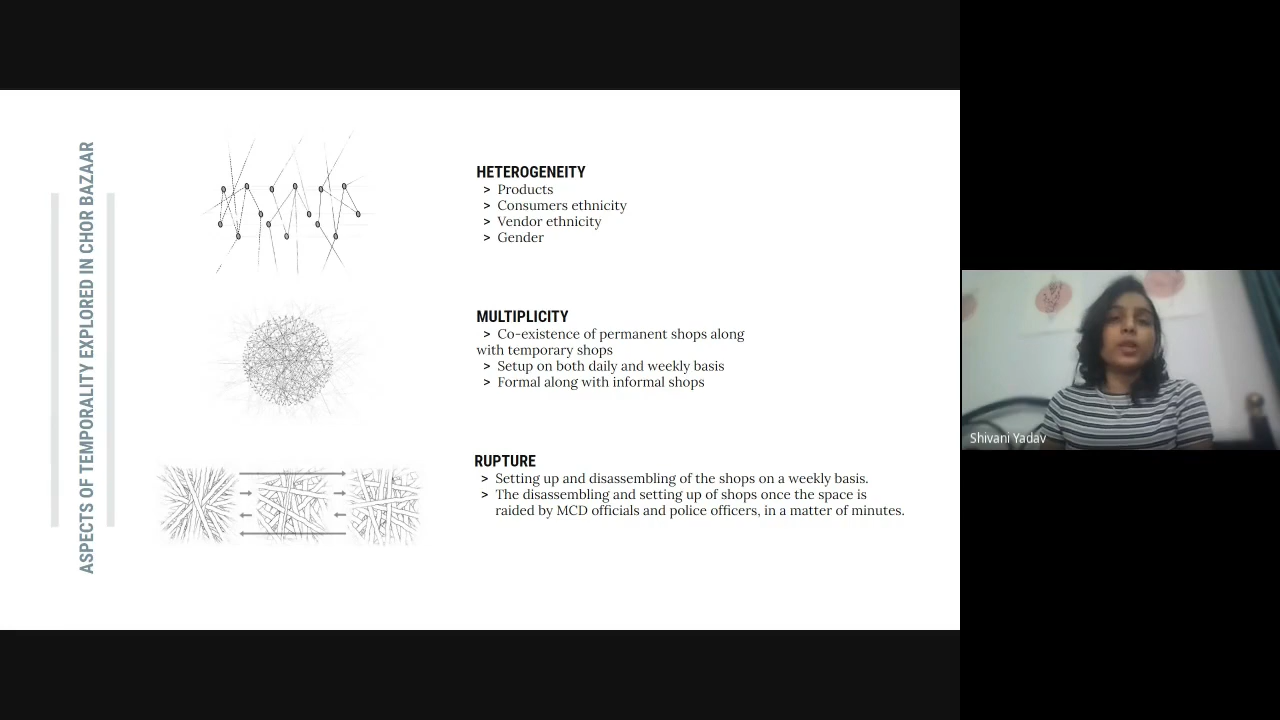 ASPECTS OF TEMPORALITY EXPLORED IN CHOR BAZAAR
HETEROGENEITY
> Products
> Consumers ethnicity
> Vendor ethnicity
> Gender
MULTIPLICITY
> Co-existence of permanent shops along
with temporary shops
> Setup on both daily and weekly basis
> Formal along with informal shops
RUPTURE
> Setting up and disassembling of the shops on a weekly basis.
> The disassembling and setting up of shops once the space is
raided by MCD officials and police officers, in a matter of minutes.
Shivani Yadav